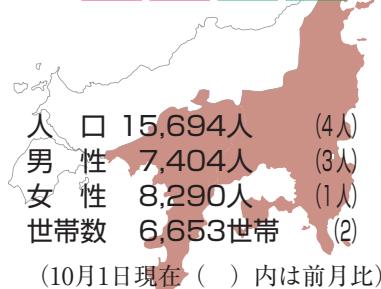 人　口 15,694人 (4人)
男　性 7,404人 (3人)
女　性 8,290人 (1人)
世帯数 6,653世帯 (2)
(10月1日現在(　)内は前月比)